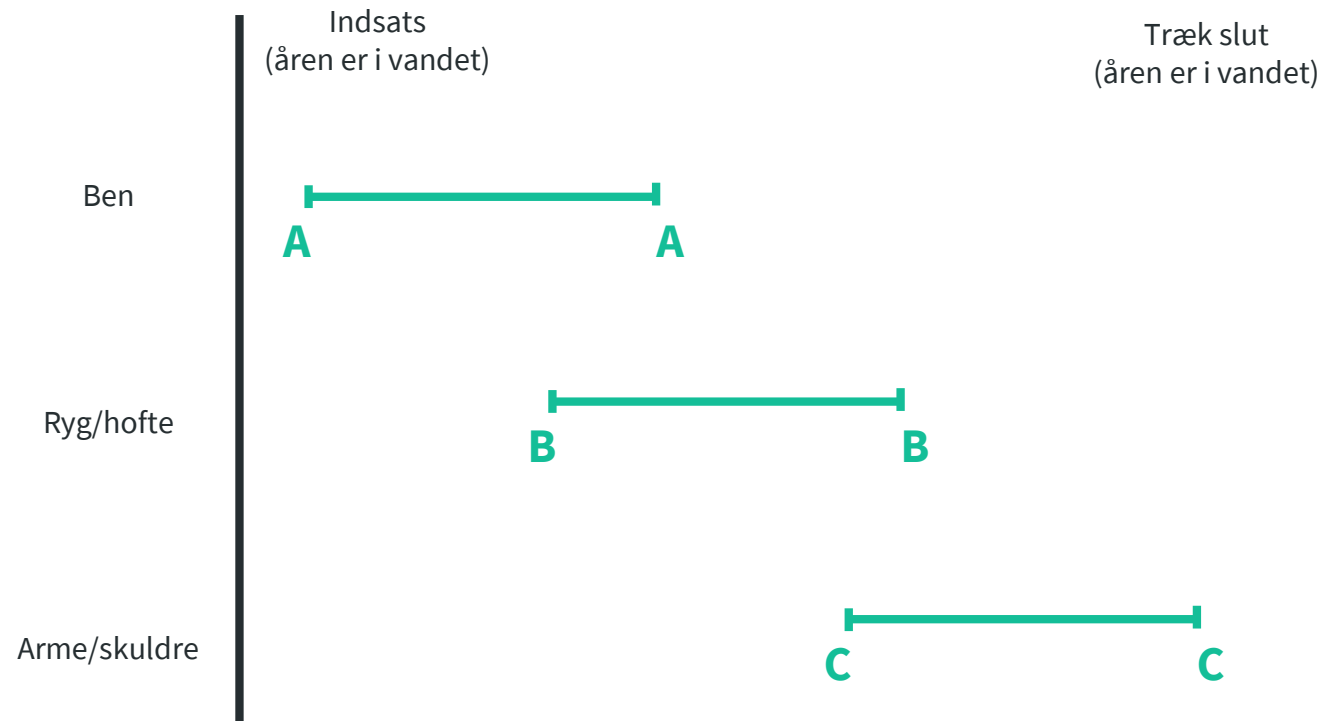 Indsats
(åren er i vandet)
Træk slut
(åren er i vandet)
Ben
A A
Ryg/hofte
B B
Arme/skuldre
C C